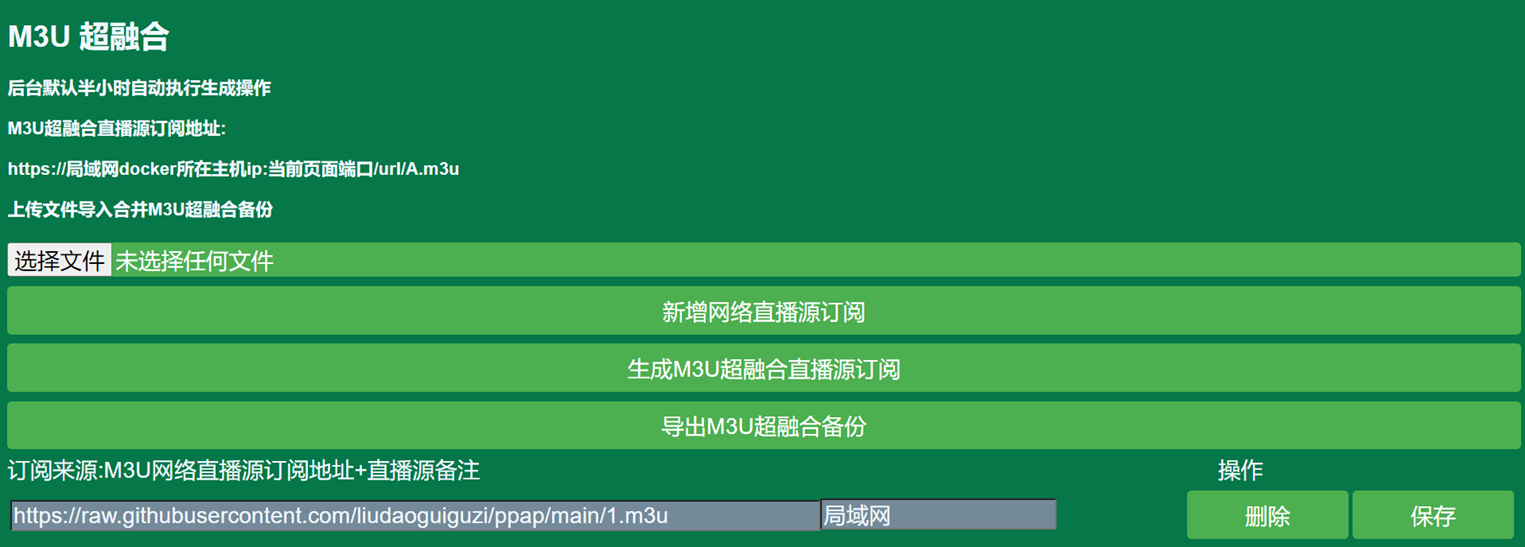 M3U 超融合
后台默认半小时自动执行生成操作
M3U超融合直播源订阅地址:
https://局域网docker所在主机ip:当前页面端口/url/A.m3u
上传文件导入合并M3U超融合备份
选择文件 未选择任何文件
新增网络直播源订阅
生成M3U超融合直播源订阅
导出M3U超融合备份
订阅来源:M3U网络直播源订阅地址+直播源备注 操作
https://raw.githubusercontent.com/liudaoguiguzi/ppap/main/1.m3u 局域网 删除 保存